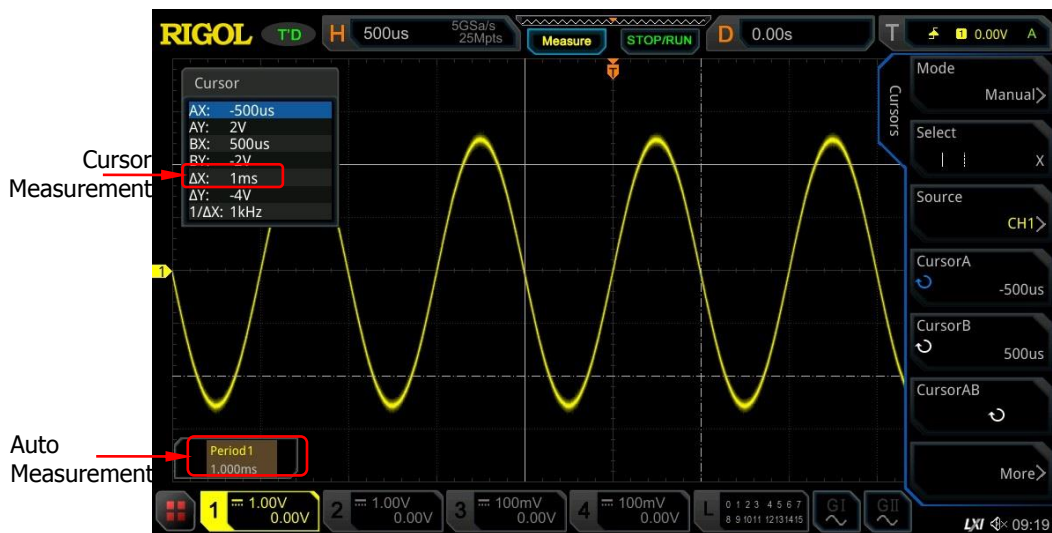 RIGOL T'D H 500us 5GSa/s 25Mpts Measure STOP/RUN D 0.00s T 1 0.00V A
T
Cursor
AX: -500us
AY: 2V
BX: 500us
BY: -2V
ΔX: 1ms
ΔY: -4V
1/ΔX: 1kHz
Cursor
Measurement
1
Auto
Measurement
Period1
1.000ms
Cursors
Mode
Manual>
Select
X
Source
CH1>
CursorA
-500us
CursorB
500us
CursorAB
More>
1 1.00V 0.00V
2 1.00V 0.00V
3 100mV 0.00V
4 100mV 0.00V
L 0 1 2 3 4 5 6 7
8 9 10 11 12 13 14 15
GI
GII
LXI 09:19